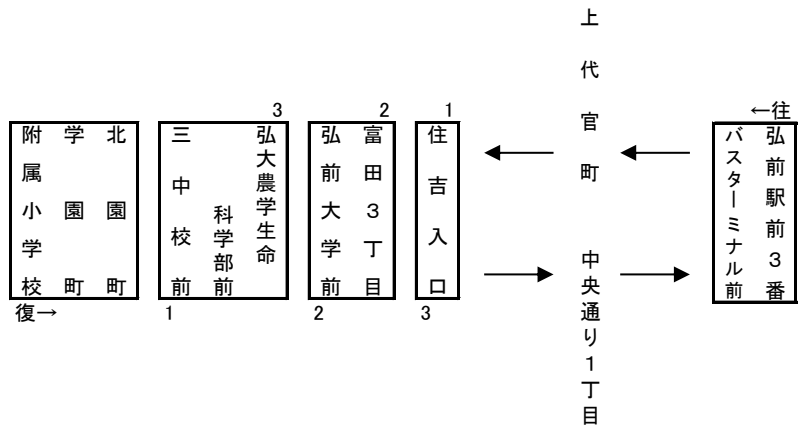 ←往
弘前駅前3番
バスターミナル前
上代官町
中央通り1丁目
1
住吉入口
3
2
富田3丁目
弘前大学前
2
3
弘大農学生命
科学部前
三中校前
1
北園町
学園町
附属小学校
復→